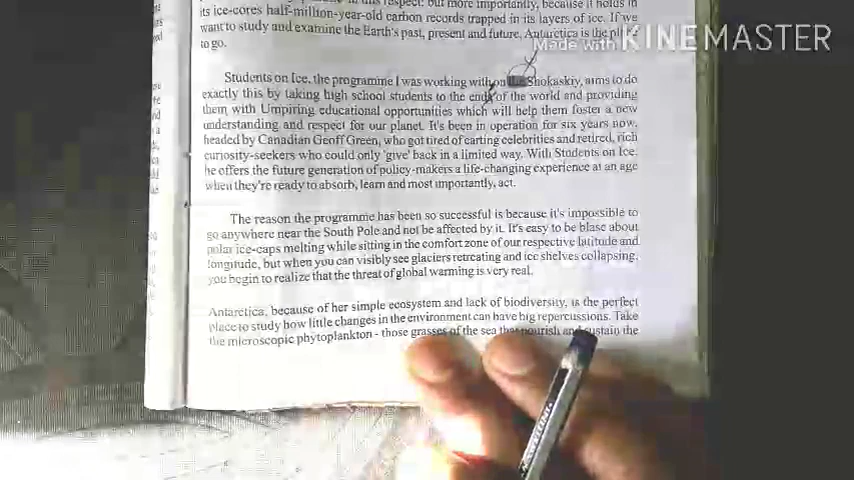 in this respect; but more importantly, because it holds in
its ice-cores half-million-year-old carbon records trapped in its layers of ice. If we
want to study and examine the Earth's past, present and future, Antarctica is the place
to go.
Made with KINEMASTER
Students on Ice, the programme I was working with on the Shokaskiy, aims to do
exactly this by taking high school students to the ends of the world and providing
them with Umpiring educational opportunities which will help them foster a new
understanding and respect for our planet. It's been in operation for six years now,
headed by Canadian Geoff Green, who got tired of carting celebrities and retired, rich
curiosity-seekers who could only 'give' back in a limited way. With Students on Ice,
he offers the future generation of policy-makers a life-changing experience at an age
when they're ready to absorb, learn and most importantly, act.
The reason the programme has been so successful is because it's impossible to
go anywhere near the South Pole and not be affected by it. It's easy to be blase about
polar ice-caps melting while sitting in the comfort zone of our respective latitude and
longitude, but when you can visibly see glaciers retreating and ice shelves collapsing,
you begin to realize that the threat of global warming is very real.
Antarctica, because of her simple ecosystem and lack of biodiversity, is the perfect
place to study how little changes in the environment can have big repercussions. Take
the microscopic phytoplankton - those grasses of the sea that nourish and sustain the